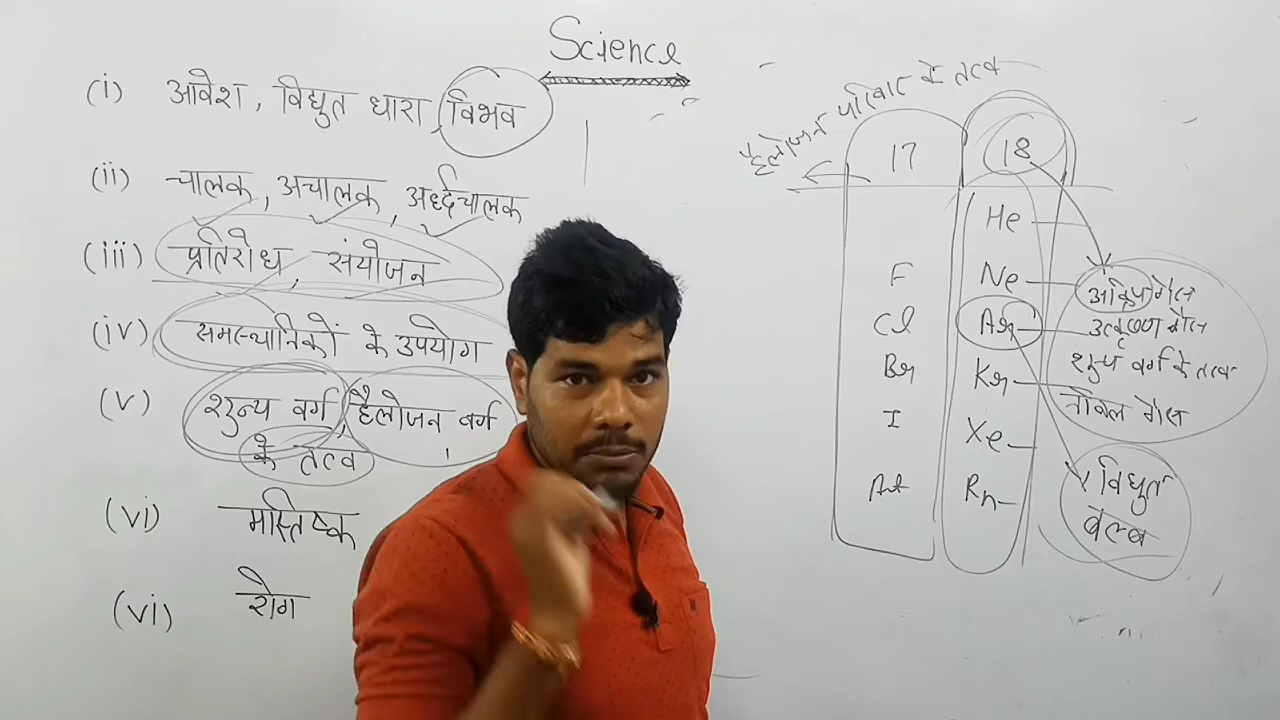 Science
(i) आवेश, विद्युत धारा, विभव
(ii) चालक, अचालक, अर्ध्दचालक
(iii) प्रतिरोध, संयोजन
(iv) समस्थानिकों के उपयोग
(v) शुन्य वर्ग, हैलोजन वर्ग
के तत्व
(vi) मस्तिष्क
(vi) रोग
हैलोजन परिवार के तत्व
17 18
He
F Ne
Cl Ar
Br Kr
I Xe
At Rn
अक्रिय गैस
उत्कृष्ण गैस
शुन्य वर्ग के तत्व
नोबल गैस
विद्युत
बल्ब